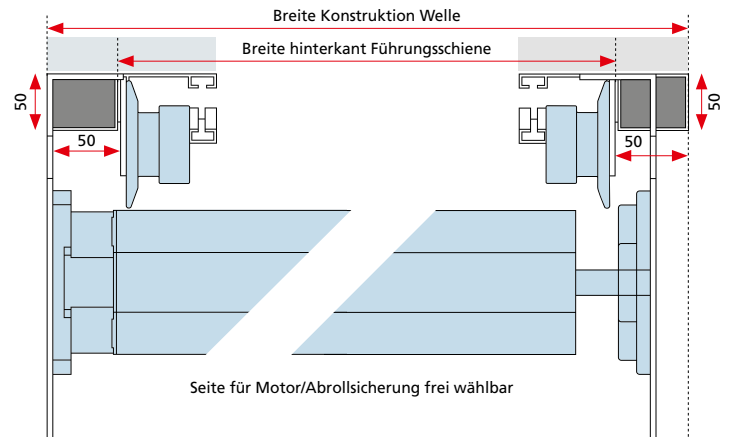 Breite Konstruktion Welle
Breite hinterkant Führungsschiene
50
50
50
50
Seite für Motor/Abrollsicherung frei wählbar